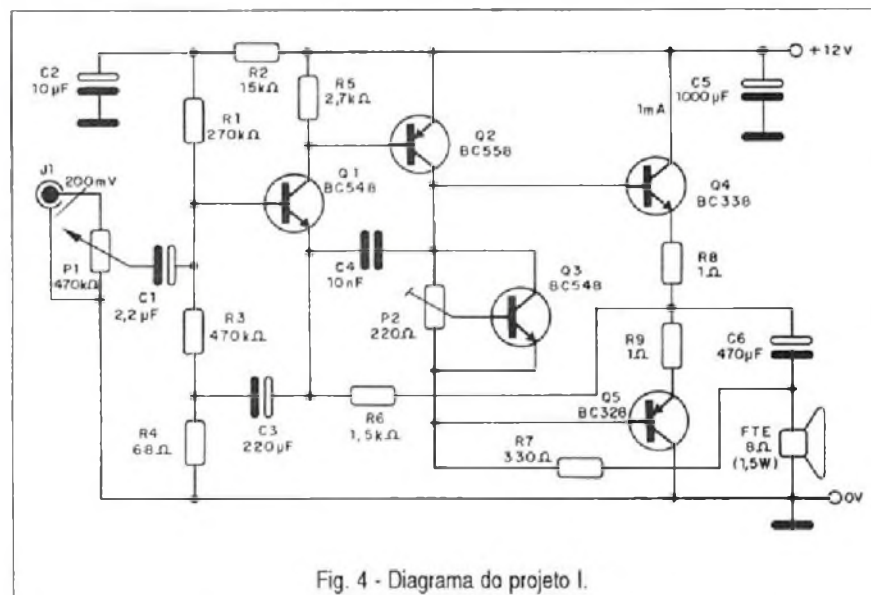 C2
10µF
R2
15kΩ
R1
270kΩ
R5
2,7kΩ
Q2
BC558
+12V
C5
1000µF
1mA
J1
200mV
Q1
BC548
Q4
BC338
P1
470kΩ
C1
2,2µF
C4
10nF
Q3
BC548
R8
1Ω
P2
220Ω
R3
470kΩ
R9
1Ω
C6
470µF
R4
68Ω
C3
220µF
R6
1,5kΩ
Q5
BC328
R7
330Ω
FTE
8Ω
(1,5W)
0V
Fig. 4 - Diagrama do projeto I.